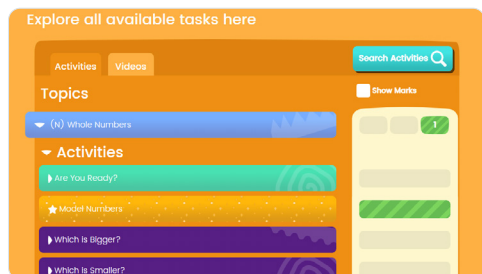 Explore all available tasks here
Activities
Videos
Search Activities
Topics
Show Marks
(N) Whole Numbers
1
Activities
Are You Ready?
Model Numbers
Which is Bigger?
Which is Smaller?